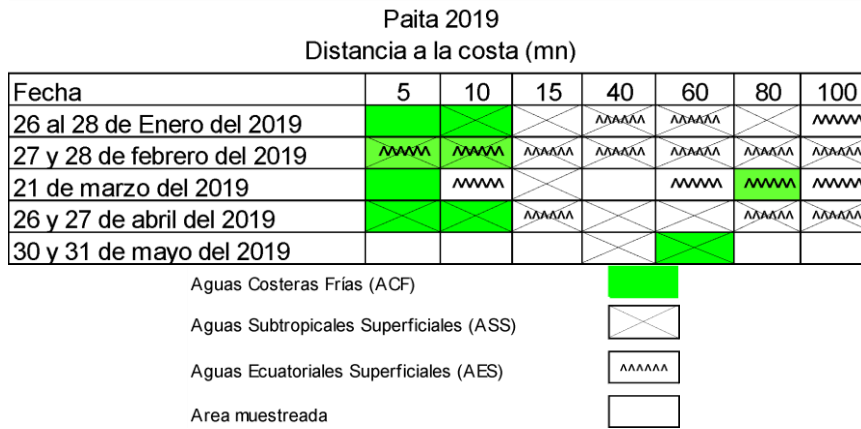 Paita 2019
Distancia a la costa (mn)
Fecha 5 10 15 40 60 80 100
26 al 28 de Enero del 2019
27 y 28 de febrero del 2019
21 de marzo del 2019
26 y 27 de abril del 2019
30 y 31 de mayo del 2019
Aguas Costeras Frías (ACF)
Aguas Subtropicales Superficiales (ASS)
Aguas Ecuatoriales Superficiales (AES)
Area muestreada